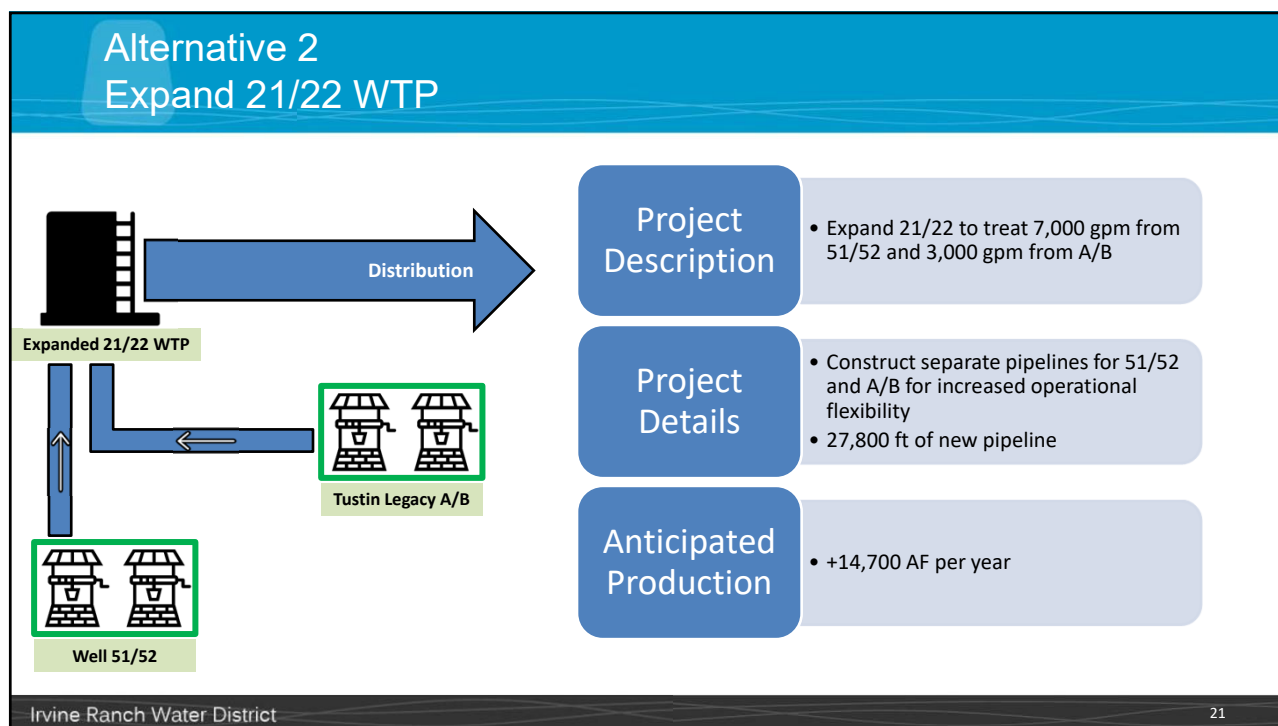 Alternative 2
Expand 21/22 WTP
Distribution
Expanded 21/22 WTP
Tustin Legacy A/B
Well 51/52
Project
Description
• Expand 21/22 to treat 7,000 gpm from
51/52 and 3,000 gpm from A/B
Project
Details
• Construct separate pipelines for 51/52
and A/B for increased operational
flexibility
• 27,800 ft of new pipeline
Anticipated
Production
• +14,700 AF per year
Irvine Ranch Water District
21